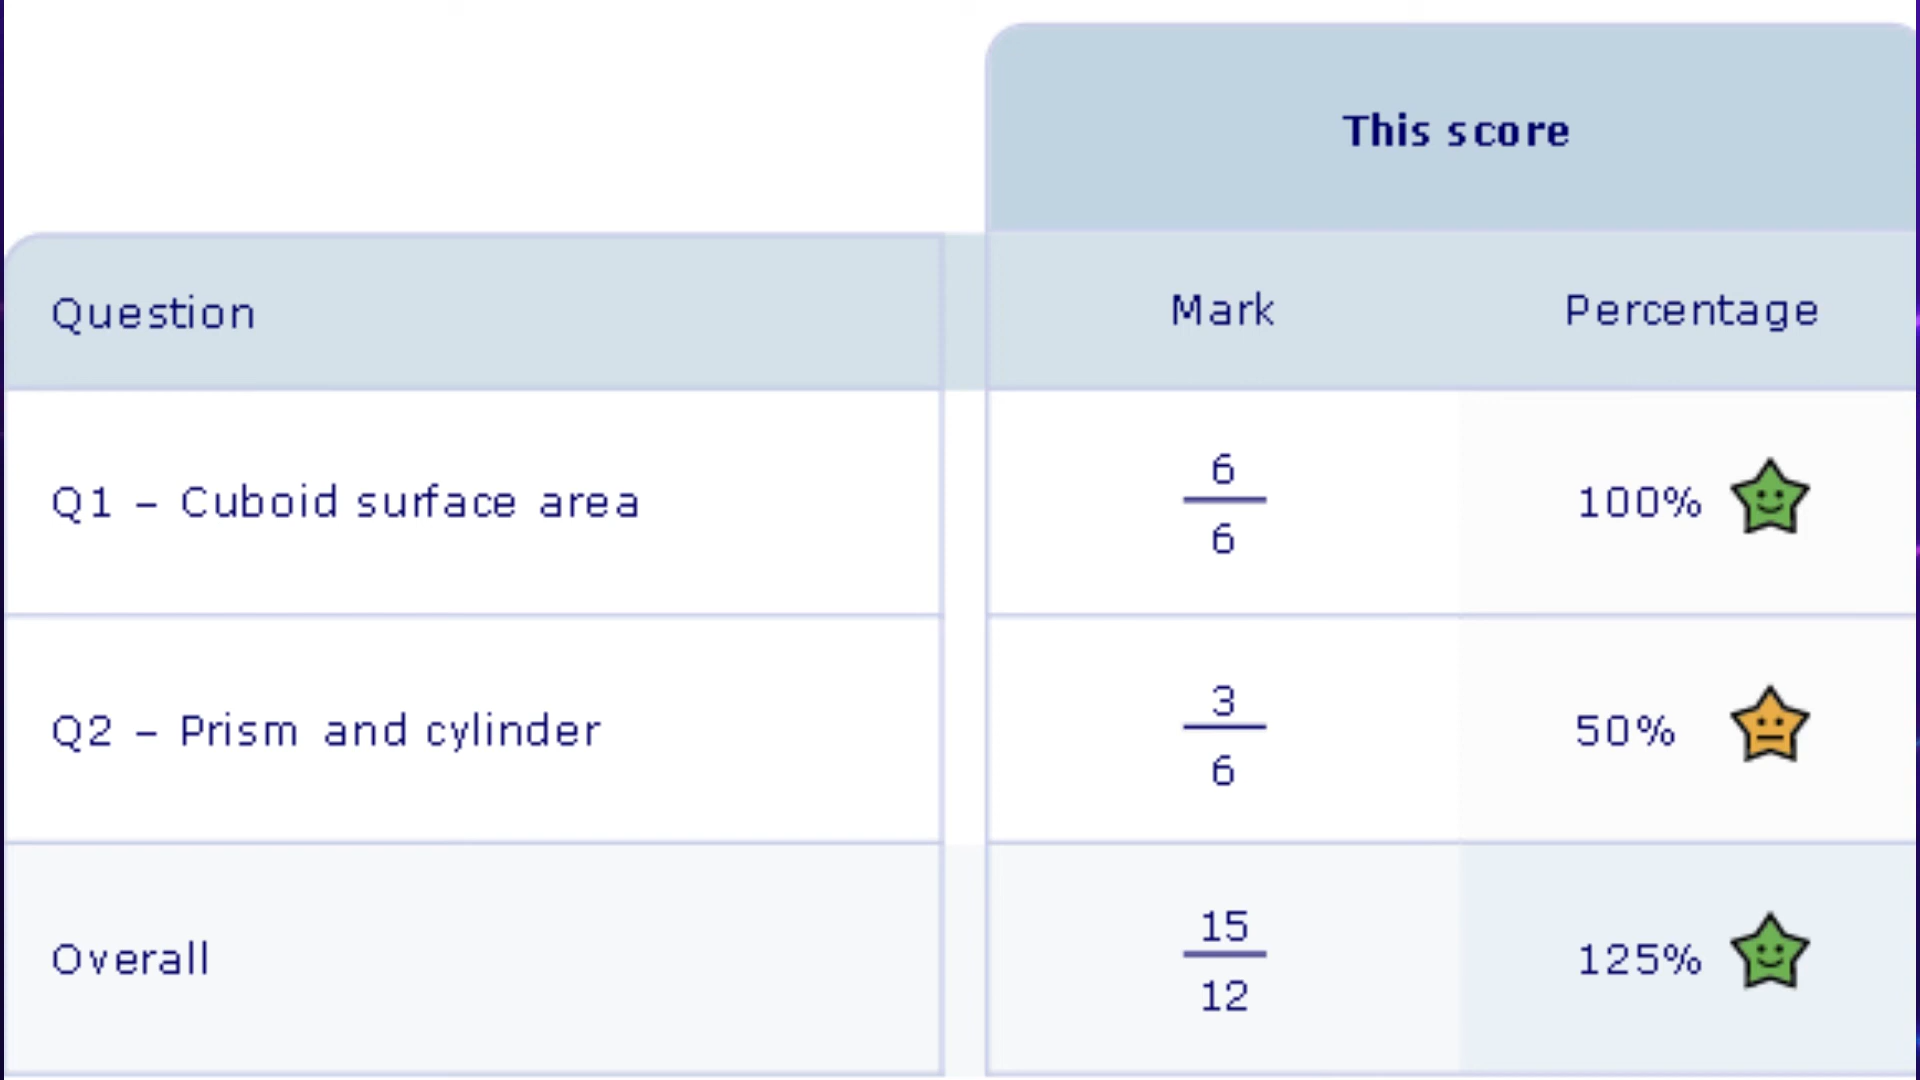 This score
Question Mark Percentage
Q1 – Cuboid surface area 6/6 100%
Q2 – Prism and cylinder 3/6 50%
Overall 15/12 125%